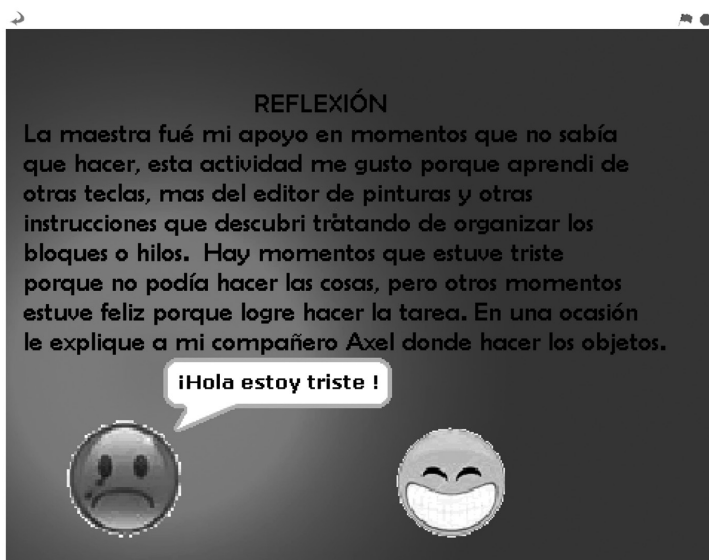 REFLEXIÓN
La maestra fué mi apoyo en momentos que no sabía
que hacer, esta actividad me gusto porque aprendi de
otras teclas, mas del editor de pinturas y otras
instrucciones que descubri tratando de organizar los
bloques o hilos. Hay momentos que estuve triste
porque no podía hacer las cosas, pero otros momentos
estuve feliz porque logre hacer la tarea. En una ocasión
le explique a mi compañero Axel donde hacer los objetos.
¡Hola estoy triste !